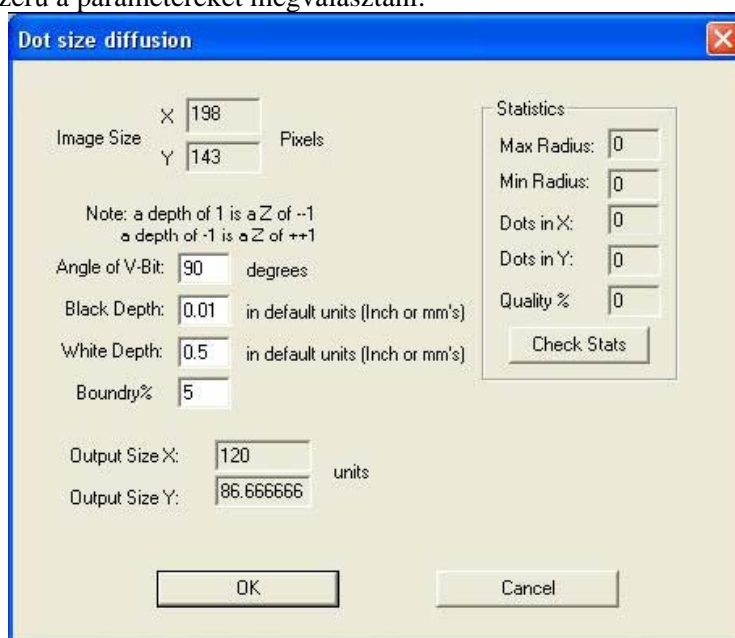 zerű a paramétereket megválasztani.
Dot size diffusion
Image Size X 198 Pixels
Y 143
Note: a depth of 1 is a Z of --1
a depth of -1 is a Z of ++1
Angle of V-Bit: 90 degrees
Black Depth: 0.01 in default units (Inch or mm's)
White Depth: 0.5 in default units (Inch or mm's)
Boundry% 5
Output Size X: 120 units
Output Size Y: 86.666666
Statistics
Max Radius: 0
Min Radius: 0
Dots in X: 0
Dots in Y: 0
Quality % 0
Check Stats
OK Cancel